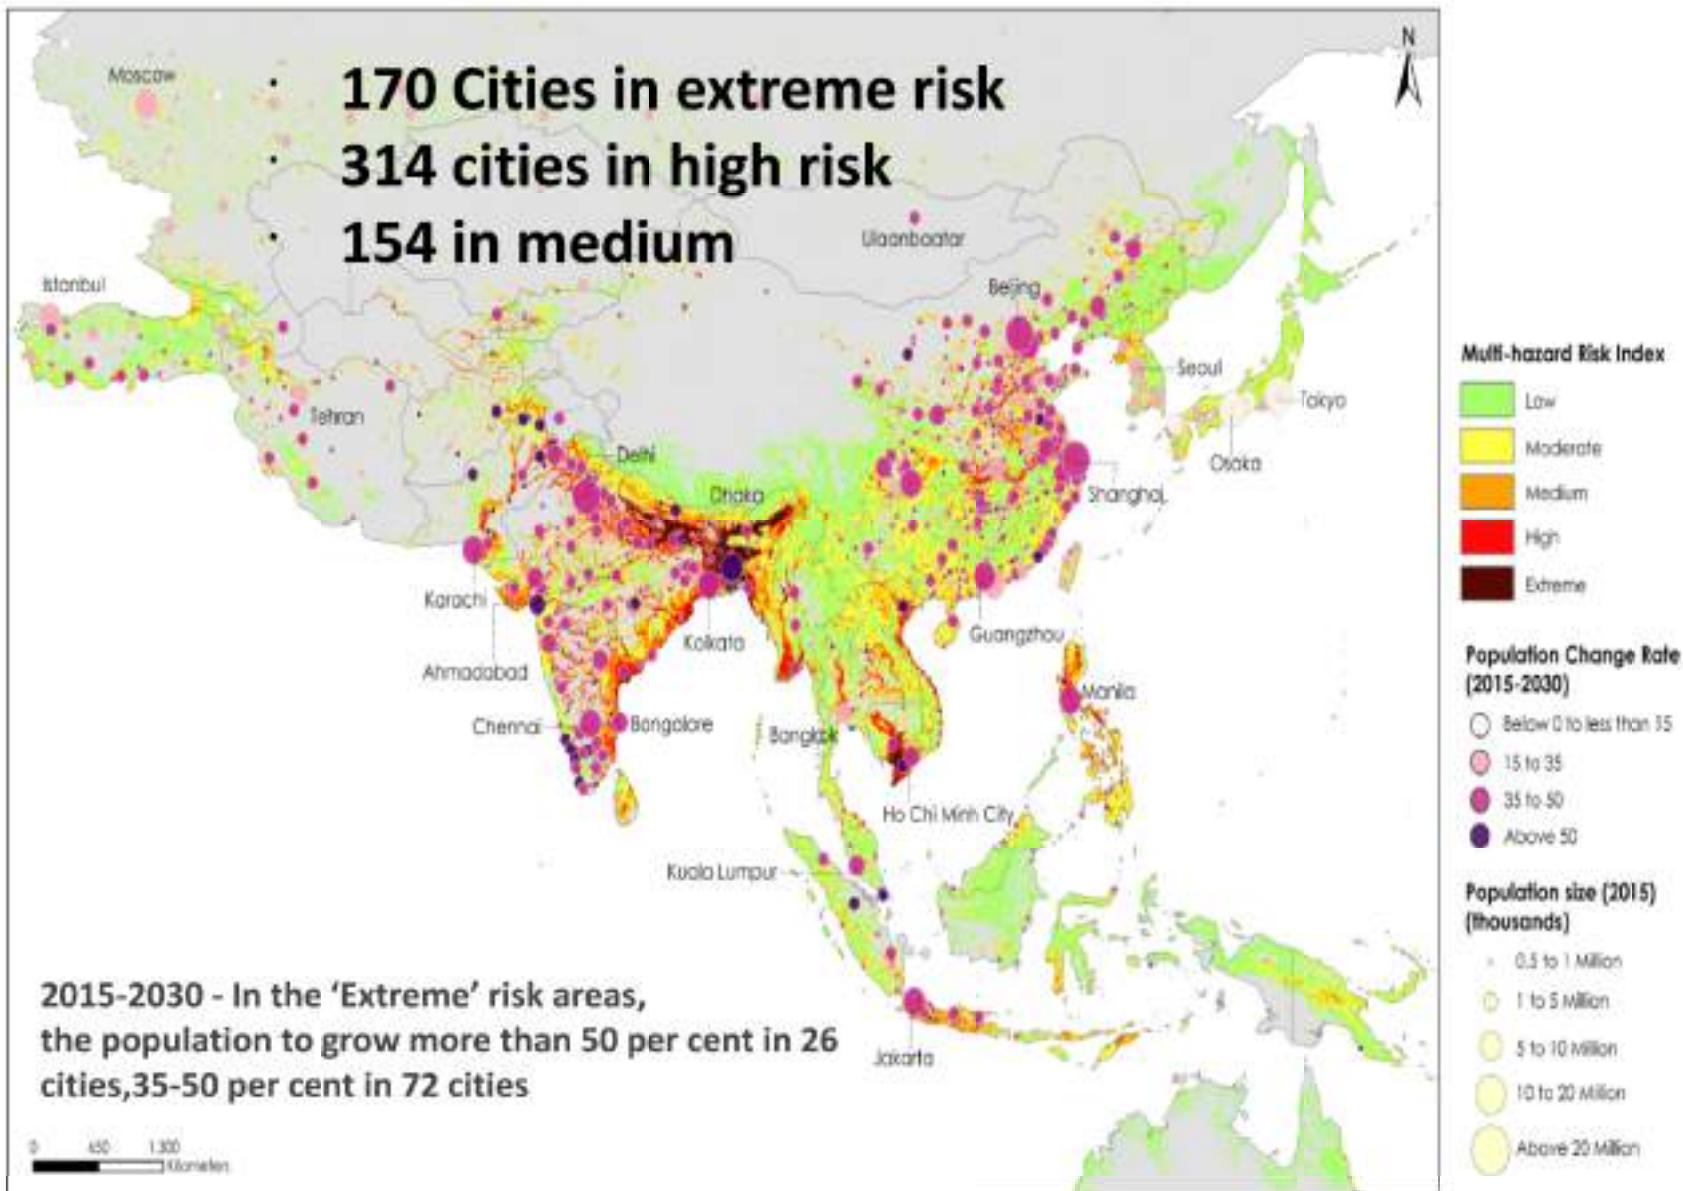 170 Cities in extreme risk
314 cities in high risk
154 in medium
N
Moscow
Ulaanbaatar
Istanbul
Beijing
Seoul
Tokyo
Tehran
Delhi
Osaka
Dhaka
Shanghai
Karachi
Kolkata
Guangzhou
Ahmadabad
Manila
Chennai
Bangalore
Bangkok
Ho Chi Minh City
Kuala Lumpur
Jakarta
2015-2030 - In the ‘Extreme’ risk areas,
the population to grow more than 50 per cent in 26
cities,35-50 per cent in 72 cities
0 650 1 300
Kilometers
Multi-hazard Risk Index
Low
Moderate
Medium
High
Extreme
Population Change Rate
(2015-2030)
Below 0 to less than 15
15 to 35
35 to 50
Above 50
Population size (2015)
(thousands)
0.5 to 1 Million
1 to 5 Million
5 to 10 Million
10 to 20 Million
Above 20 Million